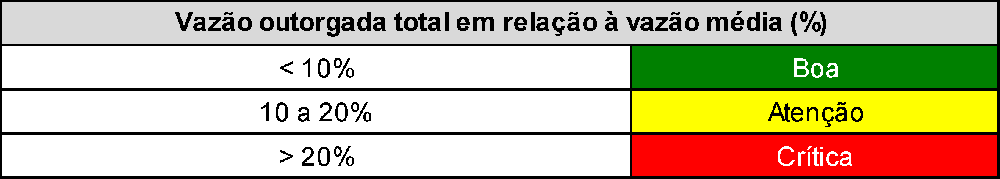 Vazão outorgada total em relação à vazão média (%)
< 10% Boa
10 a 20% Atenção
> 20% Crítica